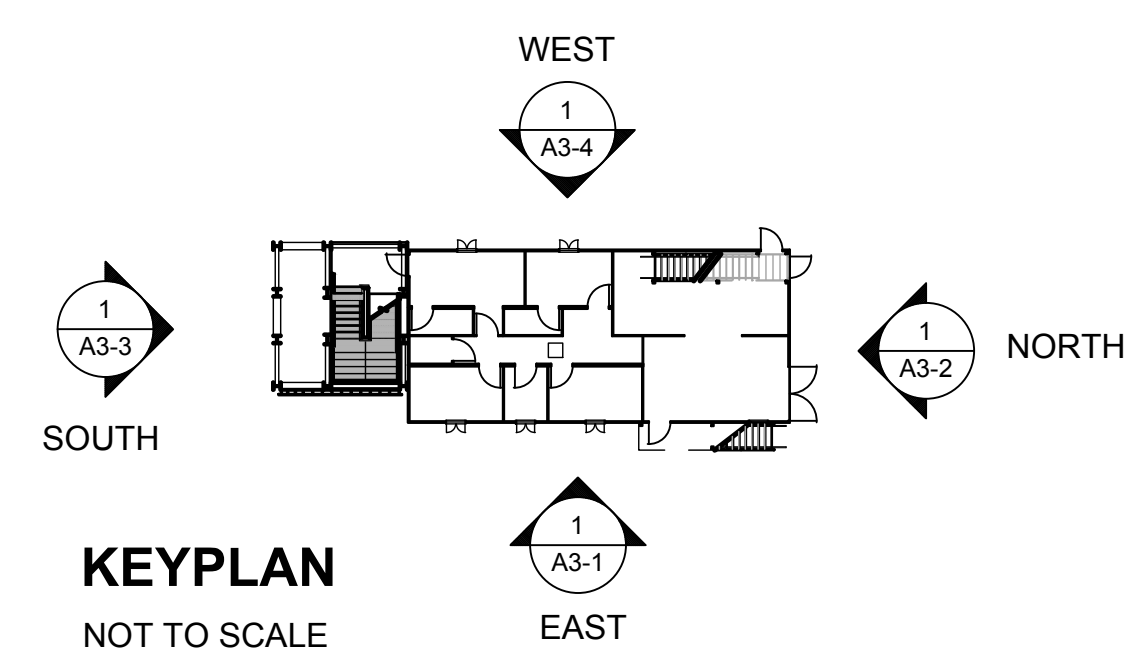 WEST
1
A3-4
1
A3-3
SOUTH
1
A3-2
NORTH
1
A3-1
EAST
KEYPLAN
NOT TO SCALE